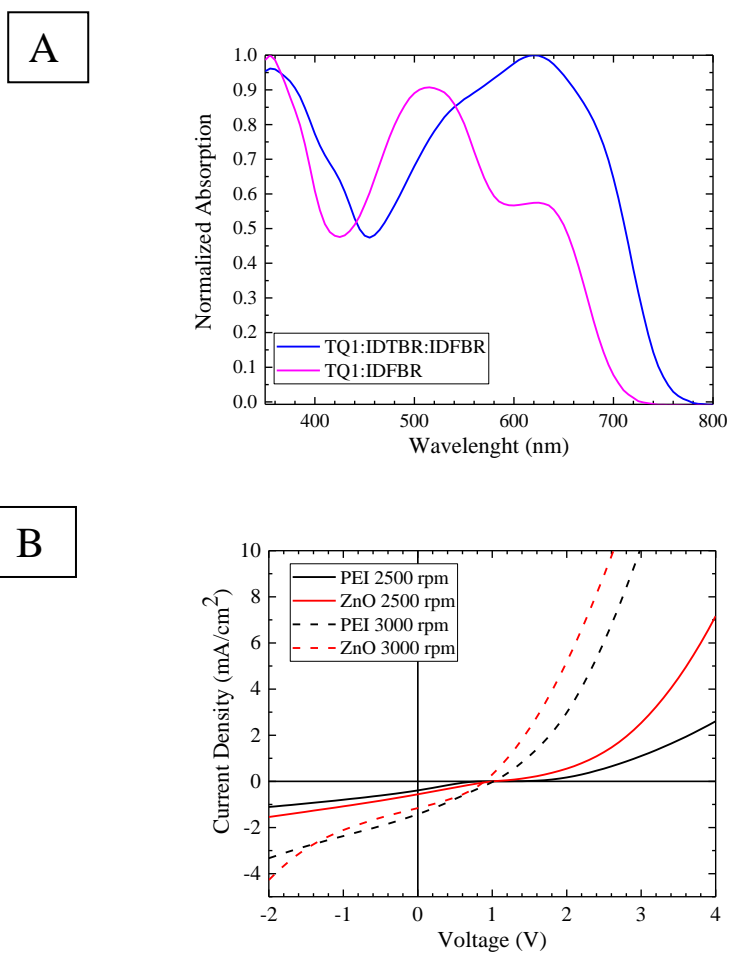 A
Normalized Absorption
1.0
0.9
0.8
0.7
0.6
0.5
0.4
0.3
0.2
0.1
0.0
TQ1:IDTBR:IDFBR
TQ1:IDFBR
400 500 600 700 800
Wavelenght (nm)
B
Current Density (mA/cm2)
10
8
6
4
2
0
-2
-4
PEI 2500 rpm
ZnO 2500 rpm
PEI 3000 rpm
ZnO 3000 rpm
-2 -1 0 1 2 3 4
Voltage (V)